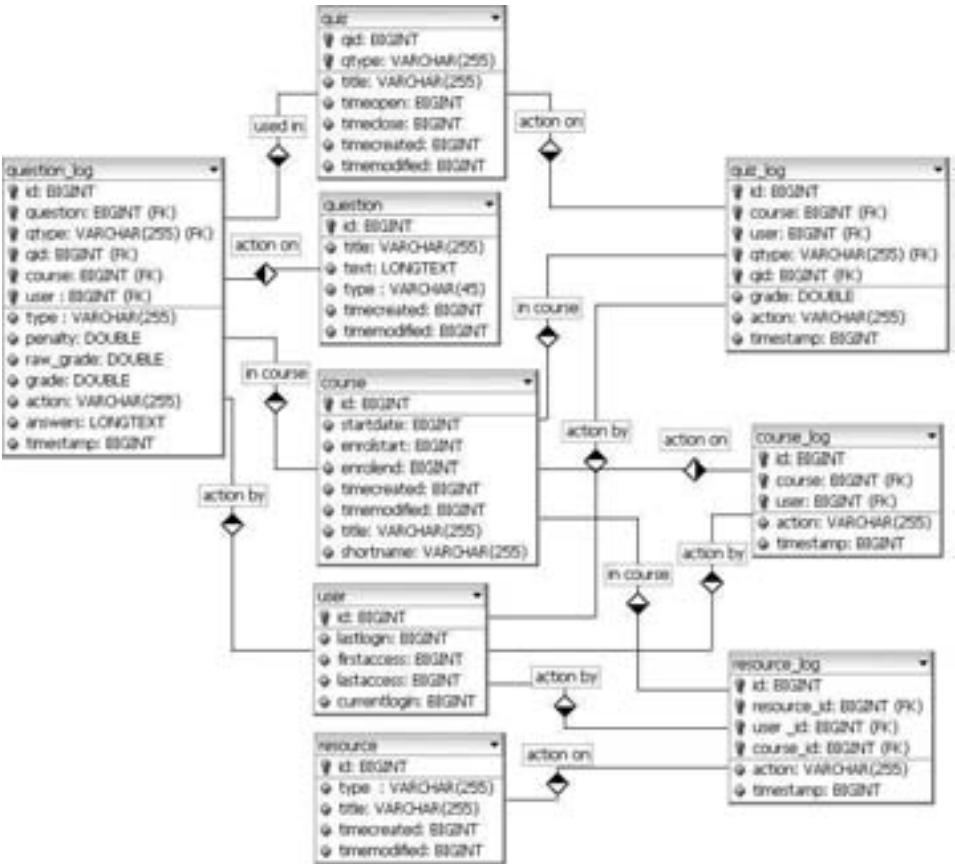 quiz
qid: BIGINT
qtype: VARCHAR(255)
title: VARCHAR(255)
timeopen: BIGINT
timeclose: BIGINT
timecreated: BIGINT
timemodified: BIGINT
used in
action on
question_log
id: BIGINT
question: BIGINT (FK)
qtype: VARCHAR(255) (FK)
qid: BIGINT (FK)
course: BIGINT (FK)
user : BIGINT (FK)
type : VARCHAR(255)
penalty: DOUBLE
raw_grade: DOUBLE
grade: DOUBLE
action: VARCHAR(255)
answers: LONGTEXT
timestamp: BIGINT
action on
question
id: BIGINT
title: VARCHAR(255)
text: LONGTEXT
type : VARCHAR(45)
timecreated: BIGINT
timemodified: BIGINT
quiz_log
id: BIGINT
course: BIGINT (FK)
user: BIGINT (FK)
qtype: VARCHAR(255) (FK)
qid: BIGINT (FK)
grade: DOUBLE
action: VARCHAR(255)
timestamp: BIGINT
in course
in course
course
id: BIGINT
startdate: BIGINT
enrolstart: BIGINT
enrolend: BIGINT
timecreated: BIGINT
timemodified: BIGINT
title: VARCHAR(255)
shortname: VARCHAR(255)
action by
action on
course_log
id: BIGINT
course: BIGINT (FK)
user: BIGINT (FK)
action: VARCHAR(255)
timestamp: BIGINT
action by
action by
in course
user
id: BIGINT
lastlogin: BIGINT
firstaccess: BIGINT
lastaccess: BIGINT
currentlogin: BIGINT
action by
resource_log
id: BIGINT
resource_id: BIGINT (FK)
user _id: BIGINT (FK)
course_id: BIGINT (FK)
action: VARCHAR(255)
timestamp: BIGINT
resource
id: BIGINT
type : VARCHAR(255)
title: VARCHAR(255)
timecreated: BIGINT
timemodified: BIGINT
action on